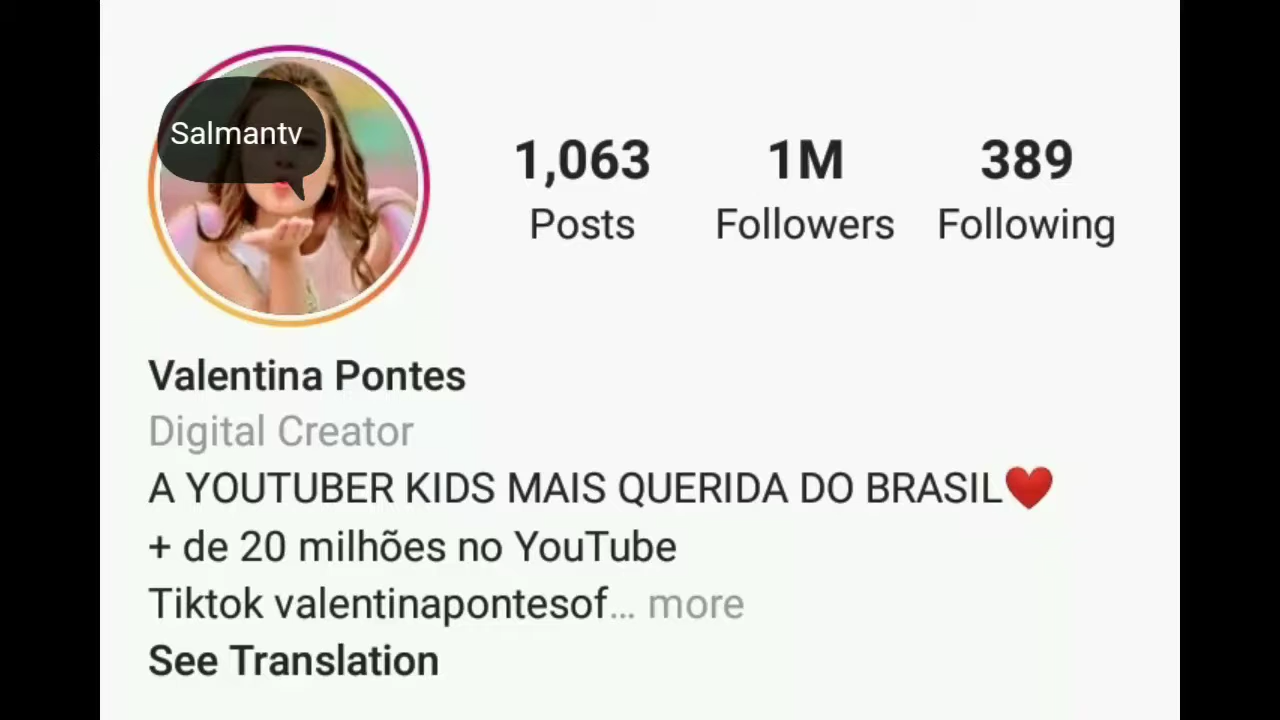 Salmantv
1,063 1M 389
Posts Followers Following
Valentina Pontes
Digital Creator
A YOUTUBER KIDS MAIS QUERIDA DO BRASIL❤️
+ de 20 milhões no YouTube
Tiktok valentinapontesof... more
See Translation